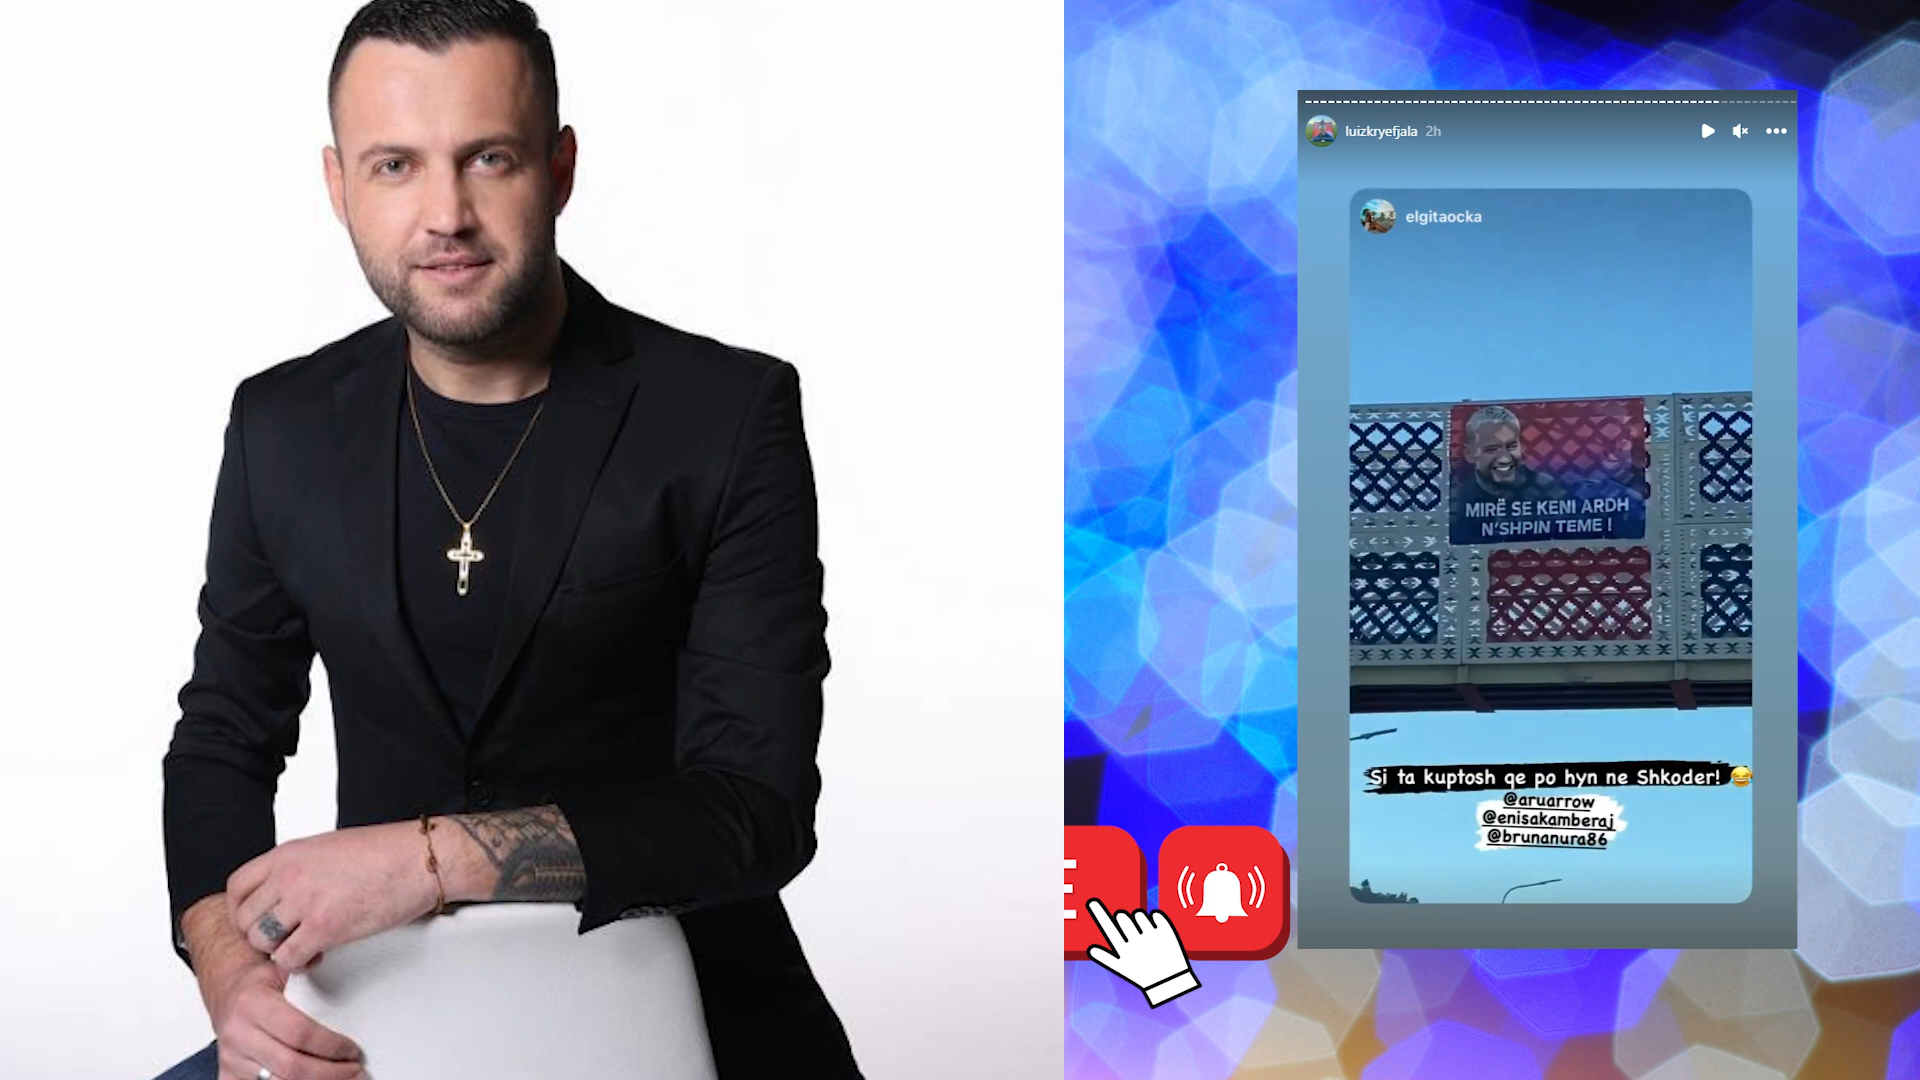 luizkryefjala 2h
elgitaocka
MIRË SE KENI ARDH
N'SHPIN TEME !
Si ta kuptosh qe po hyn ne Shkoder! 😂
@aruarrow
@enisakamberaj
@brunanura86
E